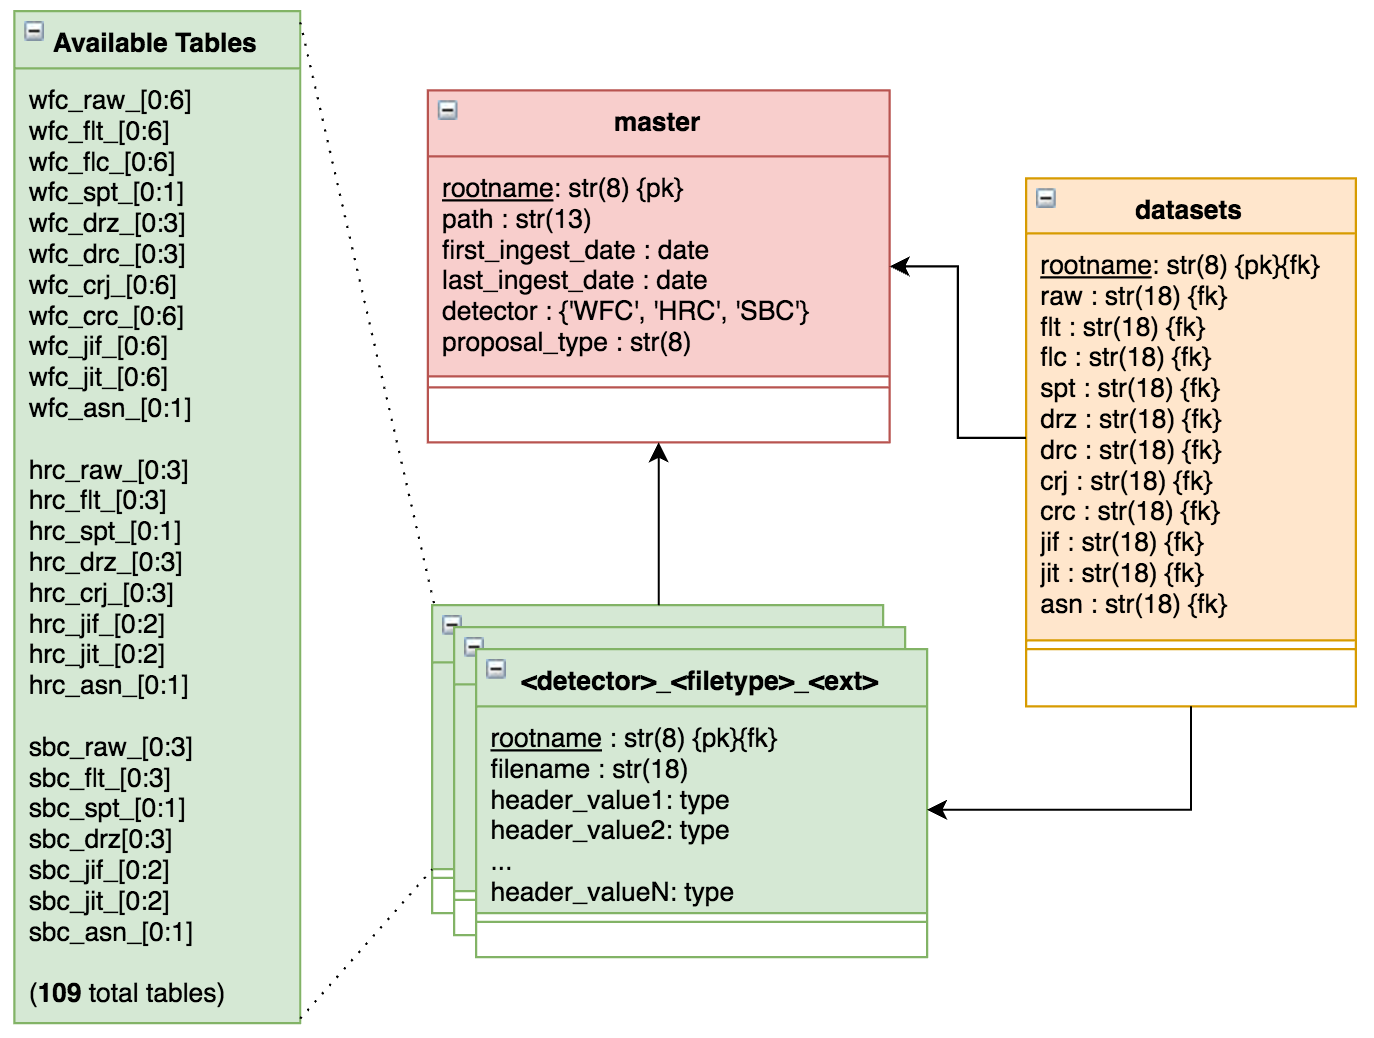 Available Tables
wfc_raw_[0:6]
wfc_flt_[0:6]
wfc_flc_[0:6]
wfc_spt_[0:1]
wfc_drz_[0:3]
wfc_drc_[0:3]
wfc_crj_[0:6]
wfc_crc_[0:6]
wfc_jif_[0:6]
wfc_jit_[0:6]
wfc_asn_[0:1]
hrc_raw_[0:3]
hrc_flt_[0:3]
hrc_spt_[0:1]
hrc_drz_[0:3]
hrc_crj_[0:3]
hrc_jif_[0:2]
hrc_jit_[0:2]
hrc_asn_[0:1]
sbc_raw_[0:3]
sbc_flt_[0:3]
sbc_spt_[0:1]
sbc_drz[0:3]
sbc_jif_[0:2]
sbc_jit_[0:2]
sbc_asn_[0:1]
(109 total tables)
master
rootname: str(8) {pk}
path : str(13)
first_ingest_date : date
last_ingest_date : date
detector : {'WFC', 'HRC', 'SBC'}
proposal_type : str(8)
datasets
rootname: str(8) {pk}{fk}
raw : str(18) {fk}
flt : str(18) {fk}
flc : str(18) {fk}
spt : str(18) {fk}
drz : str(18) {fk}
drc : str(18) {fk}
crj : str(18) {fk}
crc : str(18) {fk}
jif : str(18) {fk}
jit : str(18) {fk}
asn : str(18) {fk}
<detector>_<filetype>_<ext>
rootname : str(8) {pk}{fk}
filename : str(18)
header_value1: type
header_value2: type
...
header_valueN: type